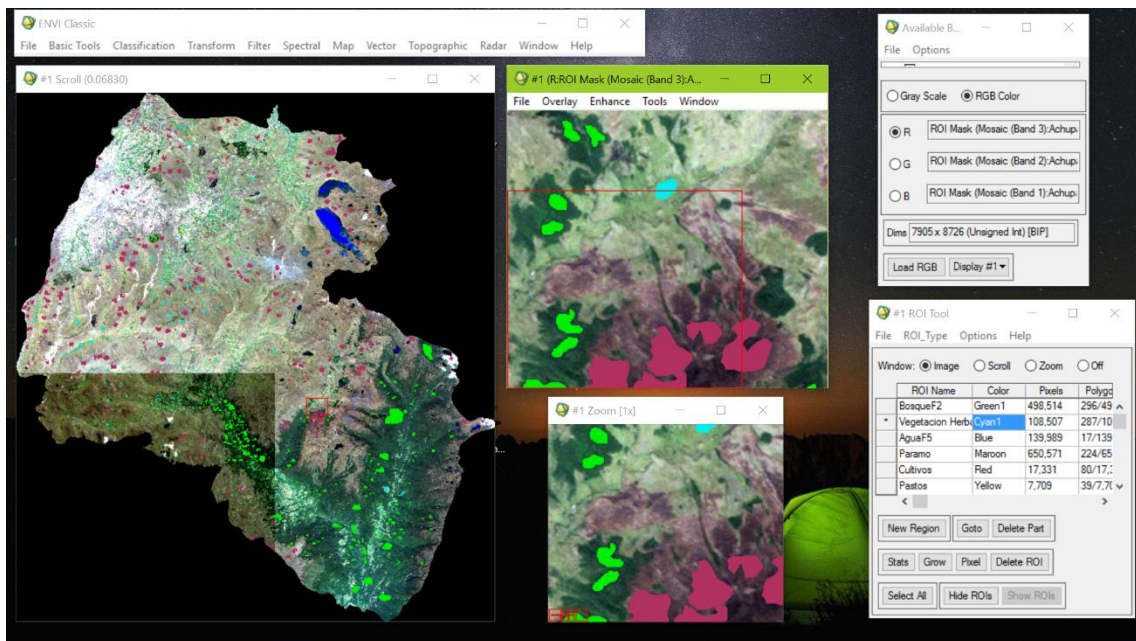 ENVI Classic
File Basic Tools Classification Transform Filter Spectral Map Vector Topographic Radar Window Help
#1 Scroll (0.06830)
#1 (R:ROI Mask (Mosaic (Band 3):A...
File Overlay Enhance Tools Window
#1 Zoom [1x]
Available B...
File Options
Gray Scale RGB Color
R ROI Mask (Mosaic (Band 3):Achup
G ROI Mask (Mosaic (Band 2):Achup
B ROI Mask (Mosaic (Band 1):Achup
Dims 7905 x 8726 (Unsigned Int) [BIP]
Load RGB Display #1
#1 ROI Tool
File ROI_Type Options Help
Window: Image Scroll Zoom Off
ROI Name Color Pixels Polygo
BosqueF2 Green1 498,514 296/49
* Vegetacion Herb Cyan1 108,507 287/10
AguaF5 Blue 139,989 17/139
Paramo Maroon 650,571 224/65
Cultivos Red 17,331 80/17,
Pastos Yellow 7,709 39/7,7
New Region Goto Delete Part
Stats Grow Pixel Delete ROI
Select All Hide ROIs Show ROIs